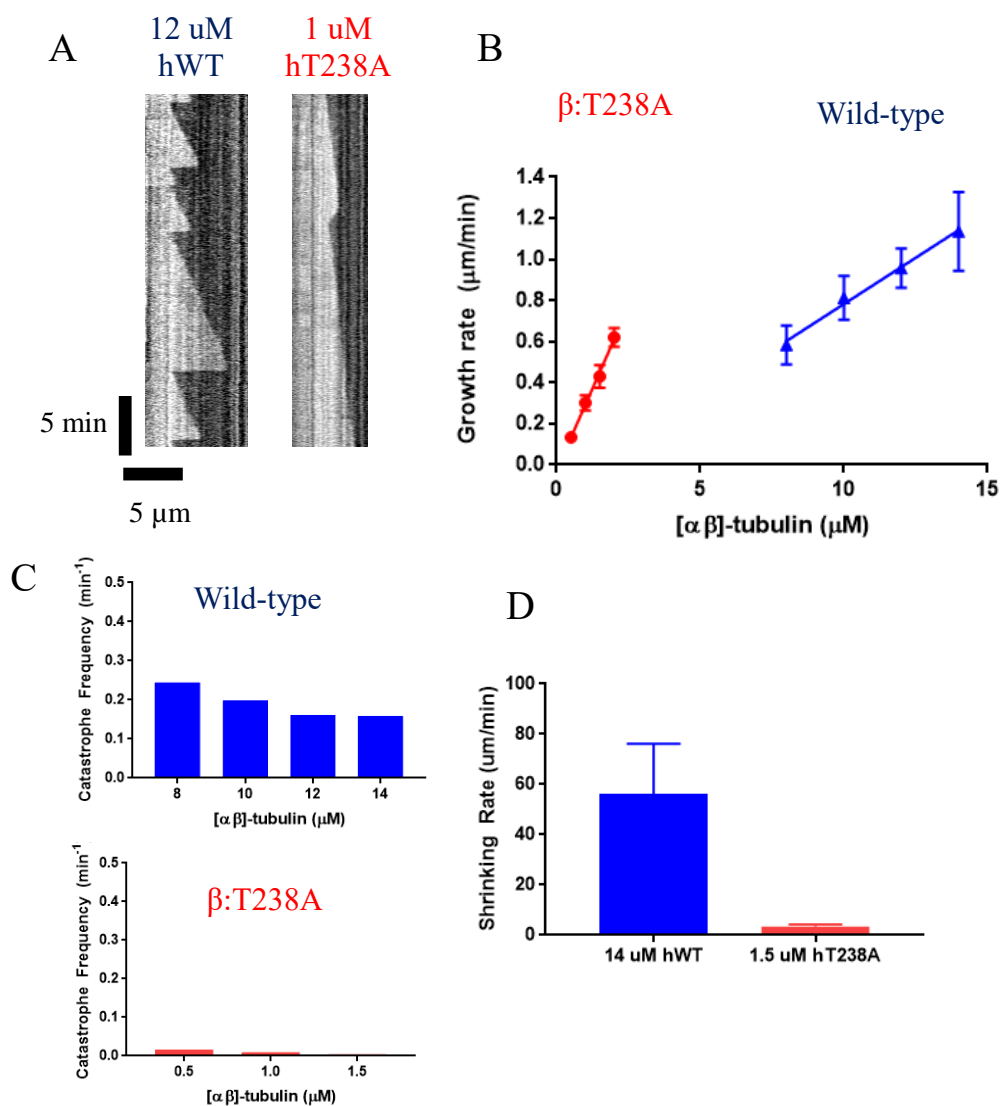 A
12 uM
hWT
1 uM
hT238A
5 min
5 µm
B
β:T238A
Wild-type
Growth rate (μm/min)
1.4
1.2
1.0
0.8
0.6
0.4
0.2
0.0
0
5
10
15
[αβ]-tubulin (μM)
C
Wild-type
Catastrophe Frequency (min⁻¹)
0.5
0.4
0.3
0.2
0.1
0.0
8
10
12
14
[αβ]-tubulin (μM)
β:T238A
Catastrophe Frequency (min⁻¹
0.5
0.4
0.3
0.2
0.1
0.0
0.5
1.0
1.5
[αβ]-tubulin (μM)
D
Shrinking Rate (um/min)
100
80
60
40
20
0
14 uM hWT
1.5 uM hT238A